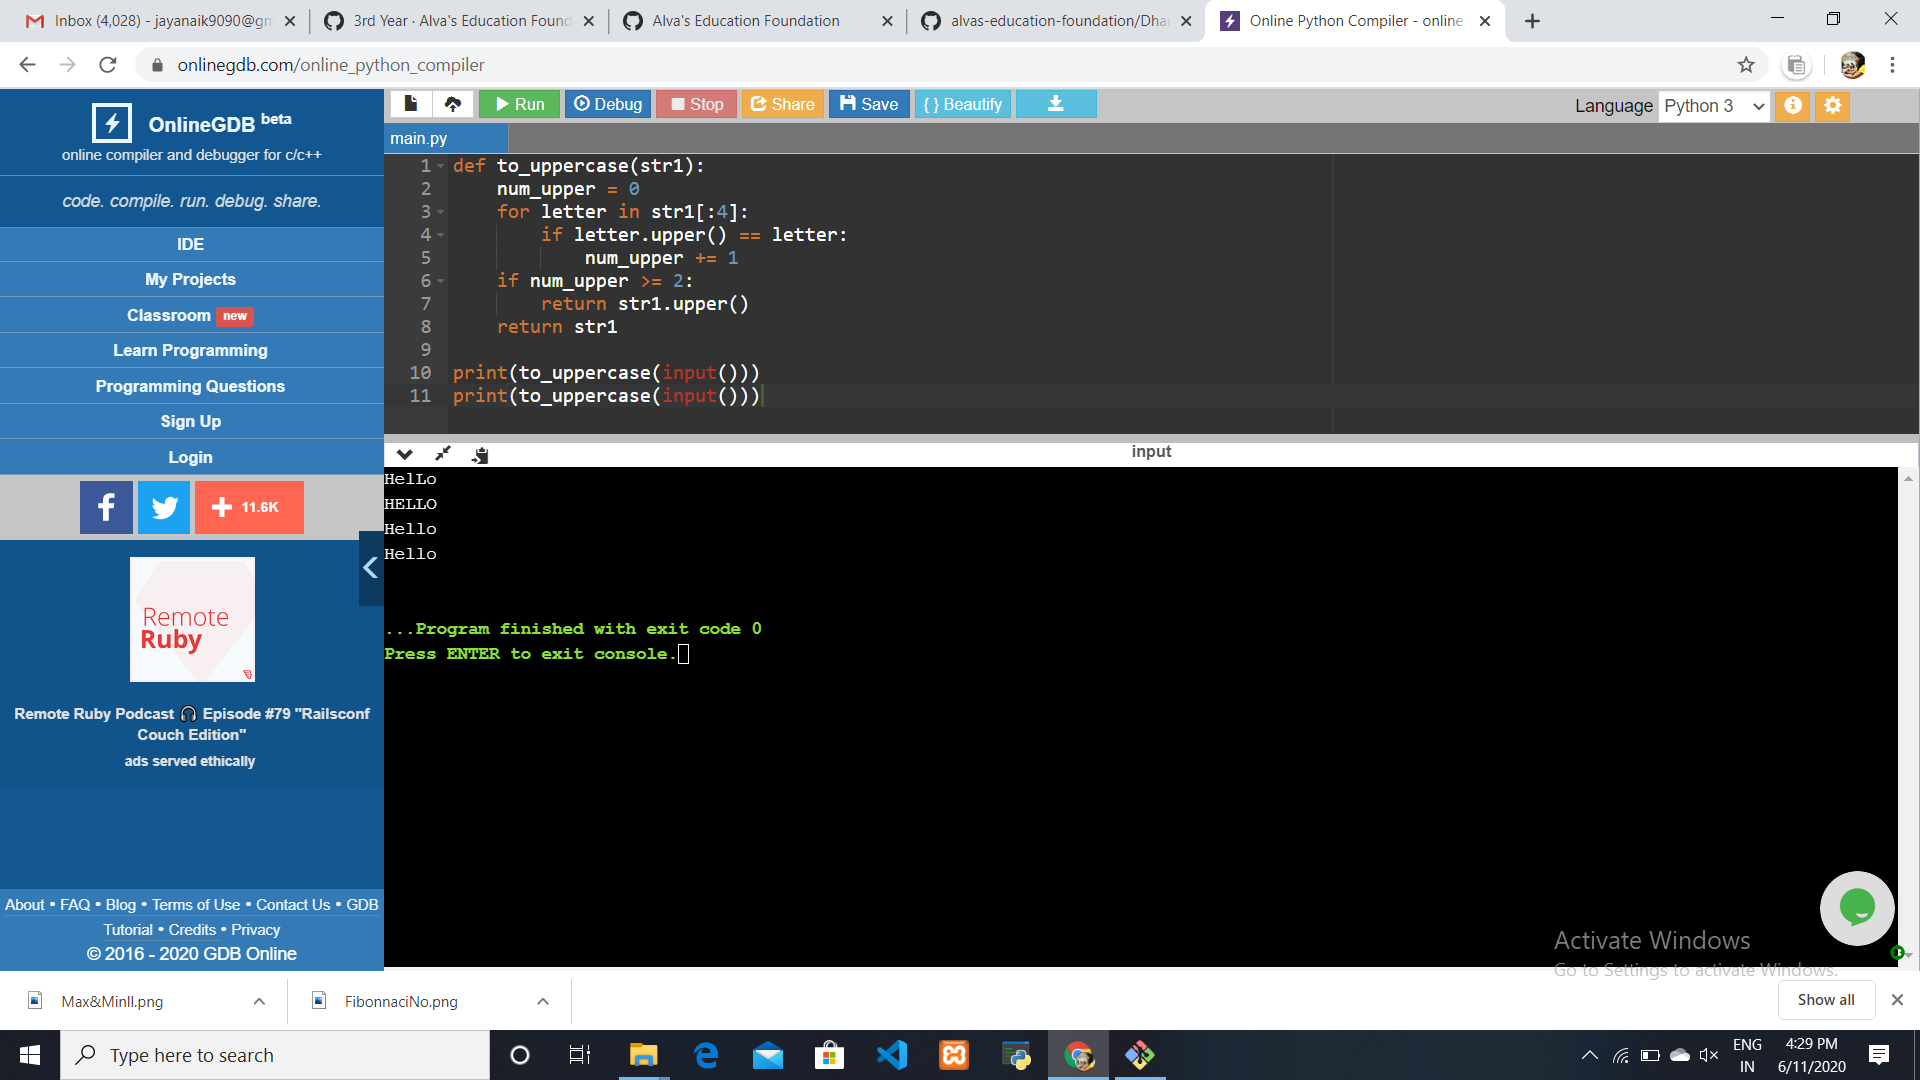 Inbox (4,028) - jayanaik9090@gm
3rd Year · Alva's Education Found
Alva's Education Foundation
alvas-education-foundation/Dha
Online Python Compiler - online
onlinegdb.com/online_python_compiler
OnlineGDB beta
online compiler and debugger for c/c++
code. compile. run. debug. share.
IDE
My Projects
Classroom new
Learn Programming
Programming Questions
Sign Up
Login
11.6K
Remote
Ruby
Remote Ruby Podcast 🎧 Episode #79 "Railsconf
Couch Edition"
ads served ethically
About • FAQ • Blog • Terms of Use • Contact Us • GDB
Tutorial • Credits • Privacy
© 2016 - 2020 GDB Online
Run Debug Stop Share Save { } Beautify
Language Python 3
main.py
1 def to_uppercase(str1):
2     num_upper = 0
3     for letter in str1[:4]:
4         if letter.upper() == letter:
5             num_upper += 1
6     if num_upper >= 2:
7         return str1.upper()
8     return str1
9
10 print(to_uppercase(input()))
11 print(to_uppercase(input()))
input
HelLo
HELLO
Hello
Hello
...Program finished with exit code 0
Press ENTER to exit console.
Activate Windows
Go to Settings to activate Windows.
Max&MinII.png
FibonnaciNo.png
Show all
Type here to search
ENG
IN
4:29 PM
6/11/2020